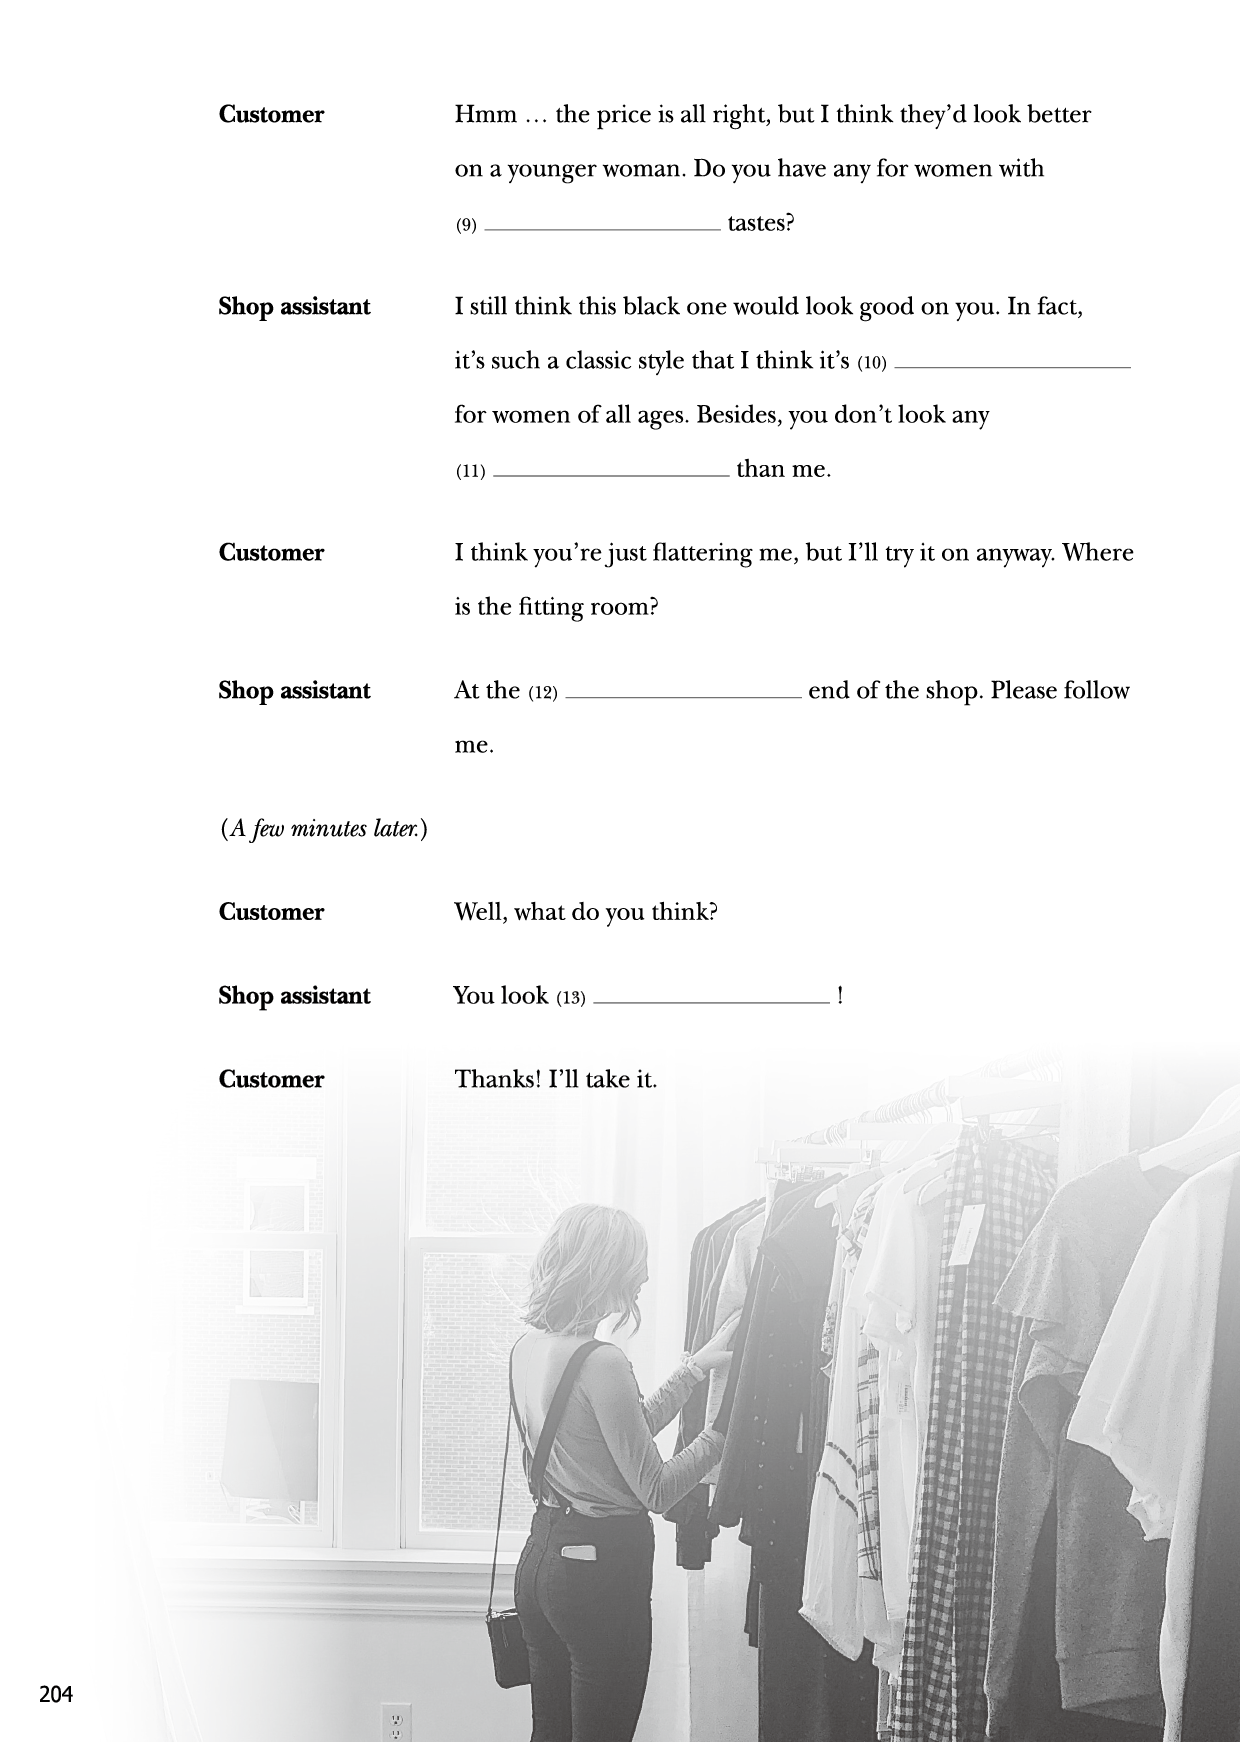 Customer Hmm … the price is all right, but I think they’d look better
on a younger woman. Do you have any for women with
(9) ____________________ tastes?
Shop assistant I still think this black one would look good on you. In fact,
it’s such a classic style that I think it’s (10) ____________________
for women of all ages. Besides, you don’t look any
(11) ____________________ than me.
Customer I think you’re just flattering me, but I’ll try it on anyway. Where
is the fitting room?
Shop assistant At the (12) ____________________ end of the shop. Please follow
me.
(A few minutes later.)
Customer Well, what do you think?
Shop assistant You look (13) ____________________ !
Customer Thanks! I’ll take it.
204